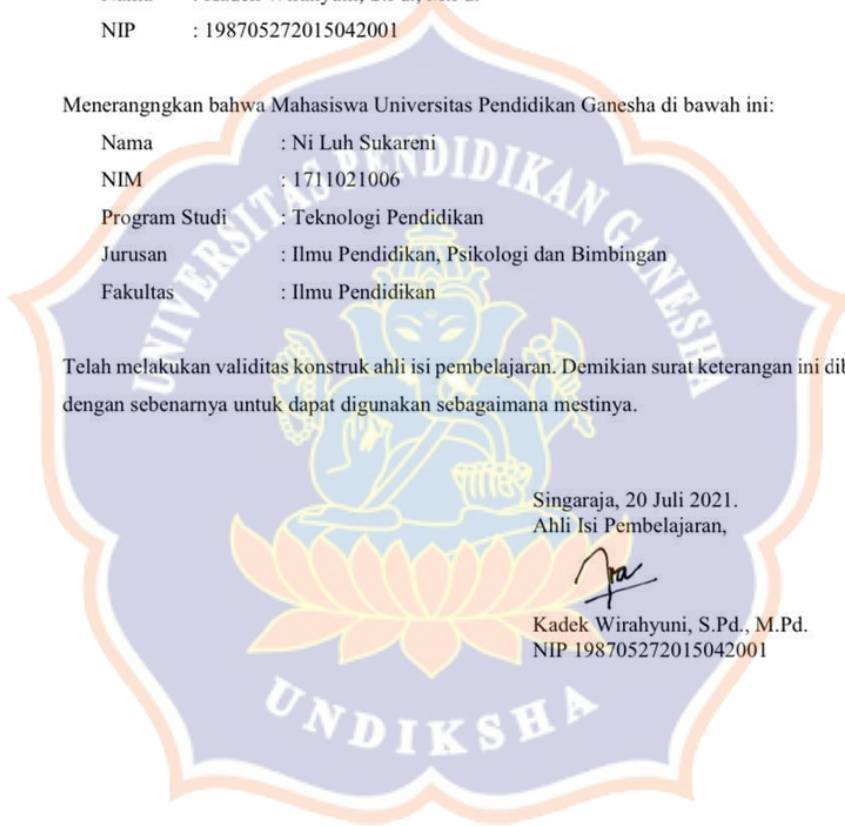 NIP : 198705272015042001
Menerangngkan bahwa Mahasiswa Universitas Pendidikan Ganesha di bawah ini:
Nama : Ni Luh Sukareni
NIM : 1711021006
Program Studi : Teknologi Pendidikan
Jurusan : Ilmu Pendidikan, Psikologi dan Bimbingan
Fakultas : Ilmu Pendidikan
Telah melakukan validitas konstruk ahli isi pembelajaran. Demikian surat keterangan ini
dengan sebenarnya untuk dapat digunakan sebagaimana mestinya.
Singaraja, 20 Juli 2021.
Ahli Isi Pembelajaran,
Kadek Wirahyuni, S.Pd., M.Pd.
NIP 198705272015042001
UNIVERSITAS PENDIDIKAN GANESHA
UNDIKSHA